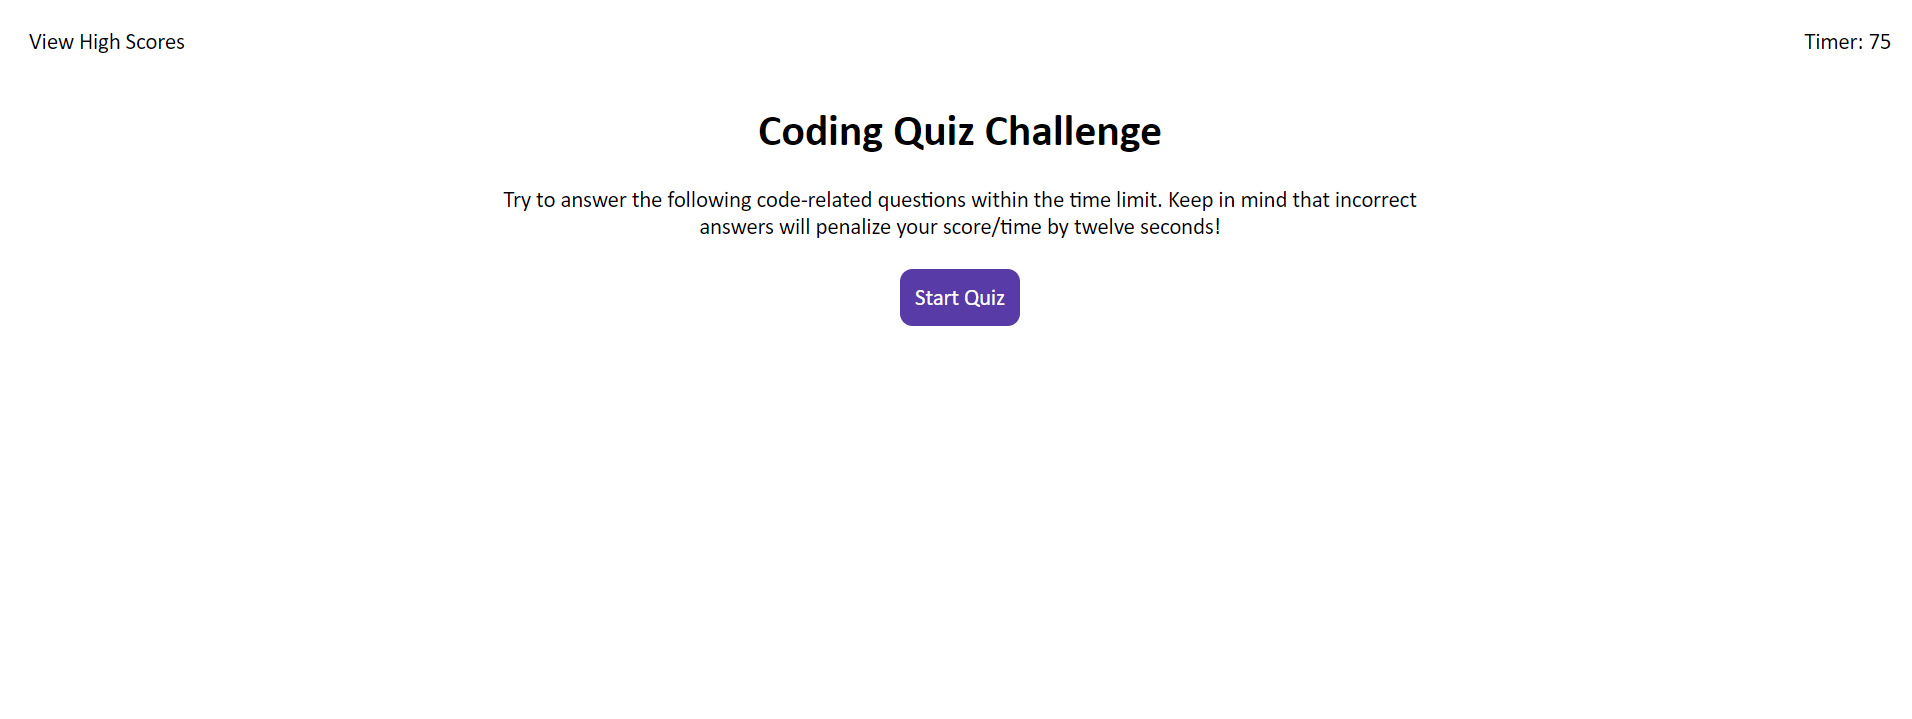 View High Scores
Timer: 75
Coding Quiz Challenge
Try to answer the following code-related questions within the time limit. Keep in mind that incorrect
answers will penalize your score/time by twelve seconds!
Start Quiz